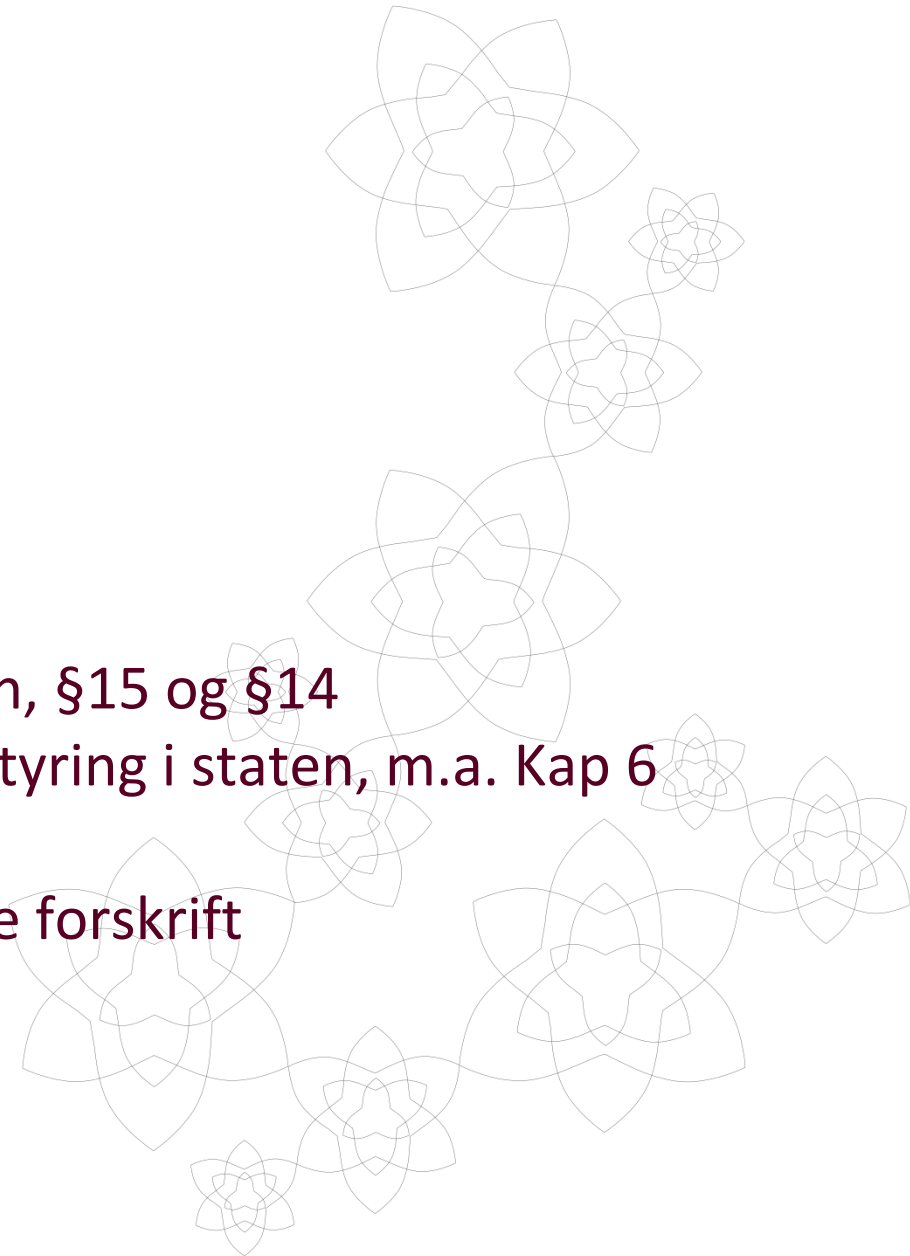 n, §15 og §14
tyring i staten, m.a. Kap 6
e forskrift